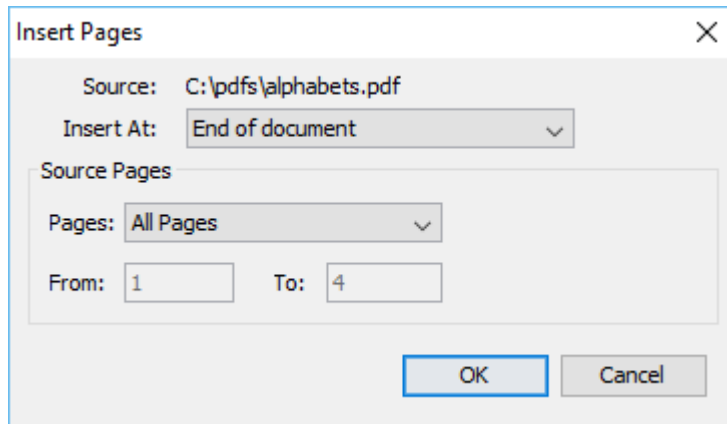 Insert Pages
Source: C:\pdfs\alphabets.pdf
Insert At: End of document
Source Pages
Pages: All Pages
From: 1 To: 4
OK Cancel